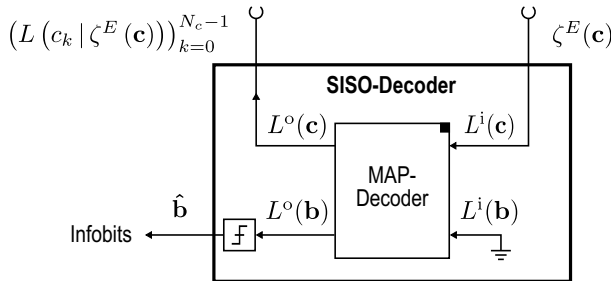 (L (c_k | ζ^E (𝐜)))_{k=0}^{N_c−1}
ζ^E(𝐜)
SISO-Decoder
L^o(𝐜)
L^i(𝐜)
MAP-
Decoder
L^o(𝐛)
L^i(𝐛)
𝐛̂
Infobits